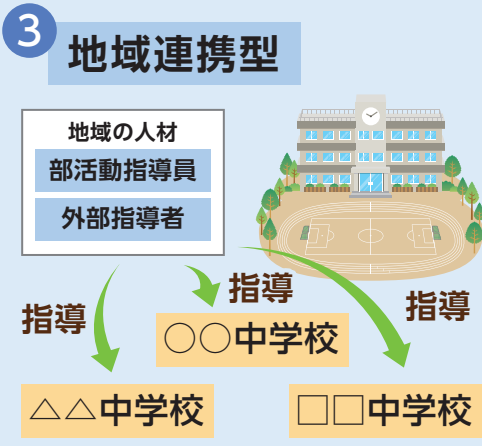 3
地域連携型
地域の人材
部活動指導員
外部指導者
指導
指導
指導
○○中学校
△△中学校
□□中学校